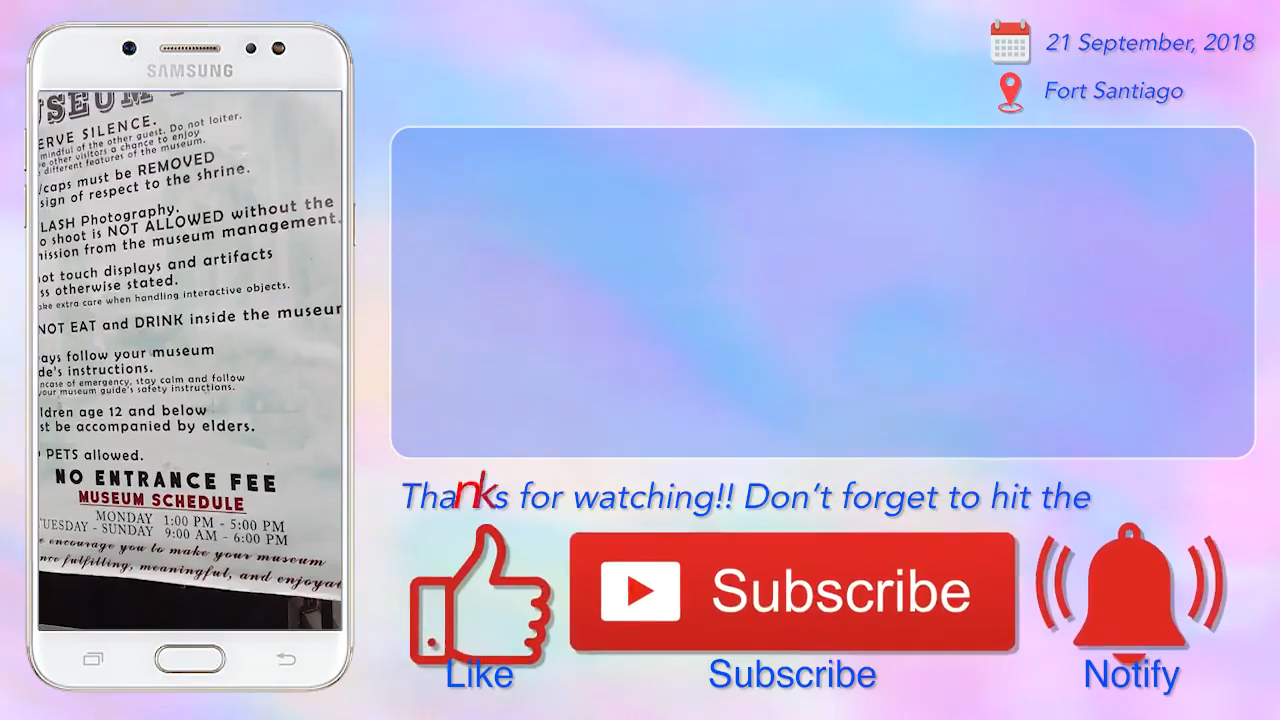 SAMSUNG
ERVE SILENCE.
mindful of the other guest. Do not loiter.
other visitors a chance to enjoy
different features of the museum.
/caps must be REMOVED
sign of respect to the shrine.
LASH Photography.
o shoot is NOT ALLOWED without the
ission from the museum management.
ot touch displays and artifacts
ss otherwise stated.
ake extra care when handling interactive objects.
NOT EAT and DRINK inside the museum
ays follow your museum
de's instructions.
ncase of emergency, stay calm and follow
your museum guide's safety instructions.
ldren age 12 and below
st be accompanied by elders.
PETS allowed.
NO ENTRANCE FEE
MUSEUM SCHEDULE
MONDAY 1:00 PM - 5:00 PM
TUESDAY - SUNDAY 9:00 AM - 6:00 PM
e encourage you to make your museum
nce fulfilling, meaningful, and enjoyat
21 September, 2018
Fort Santiago
Thanks for watching!! Don't forget to hit the
Subscribe
Like
Subscribe
Notify